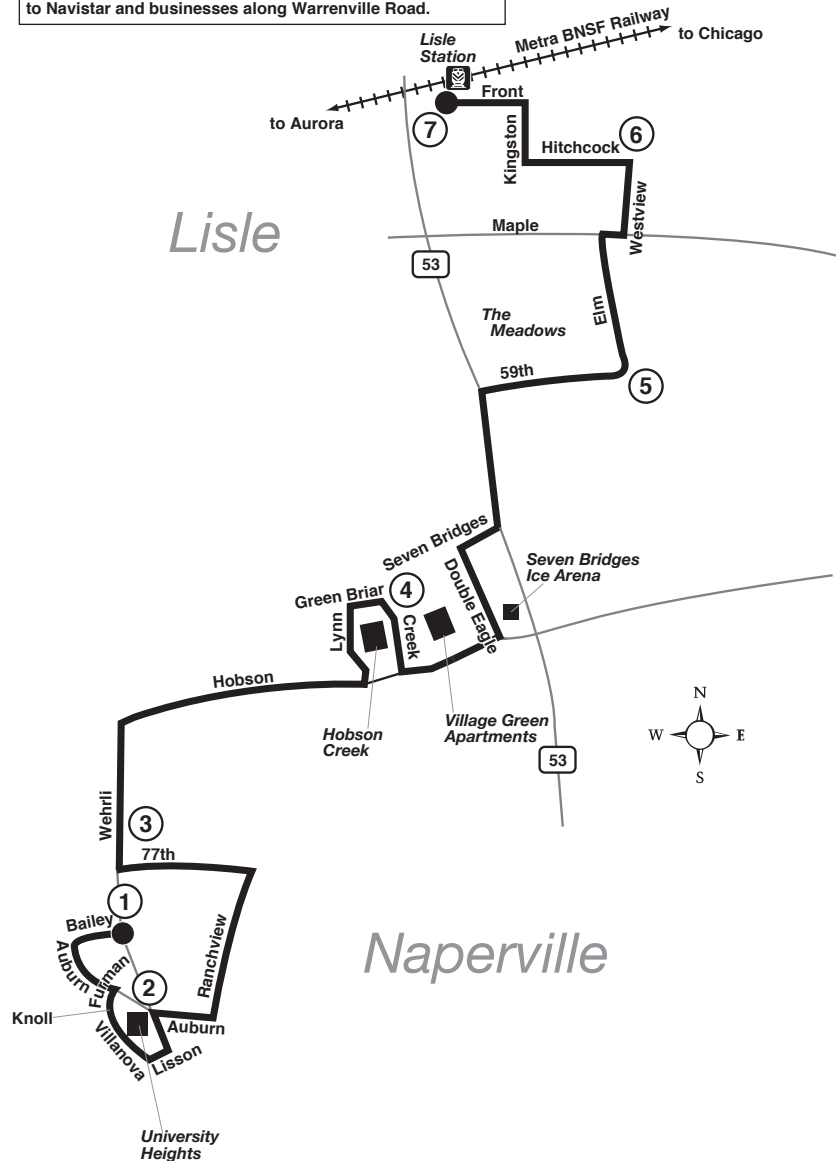 to Navistar and businesses along Warrenville Road.
Lisle
Station
Metra BNSF Railway
to Chicago
to Aurora
Front
7
Kingston
Hitchcock
6
Westview
Lisle
Maple
53
The
Meadows
Elm
59th
5
Seven Bridges
Double Eagle
Seven Bridges
Ice Arena
Green Briar
4
Lynn
Creek
Hobson
Hobson
Creek
Village Green
Apartments
53
N
W
E
S
Wehrli
3
77th
1
Bailey
Auburn
Furman
2
Ranchview
Naperville
Knoll
Auburn
Villanova
Lisson
University
Heights